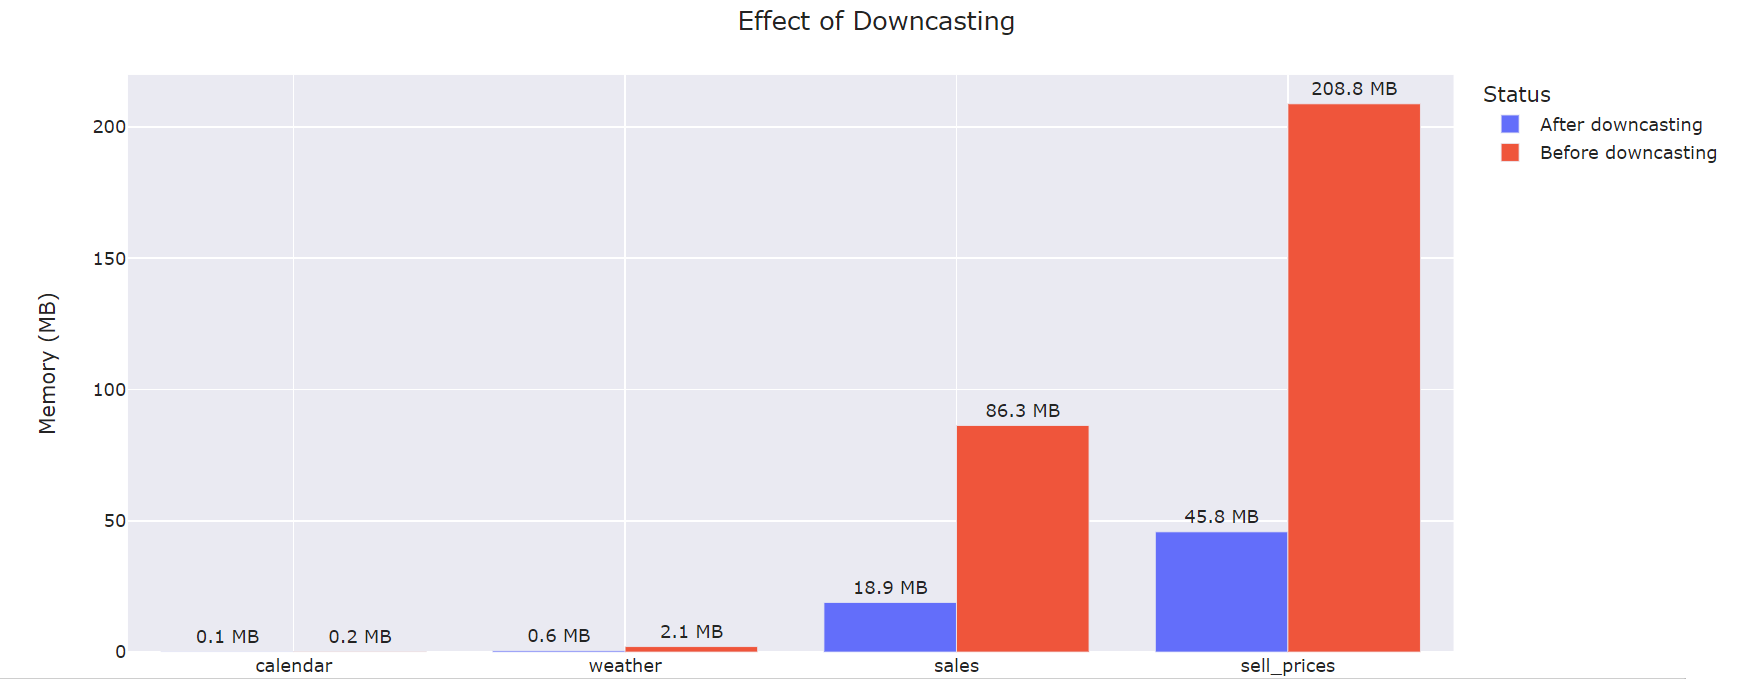 Effect of Downcasting
Status
After downcasting
Before downcasting
Memory (MB)
200
150
100
50
0
208.8 MB
86.3 MB
45.8 MB
18.9 MB
0.1 MB
0.2 MB
0.6 MB
2.1 MB
calendar
weather
sales
sell_prices